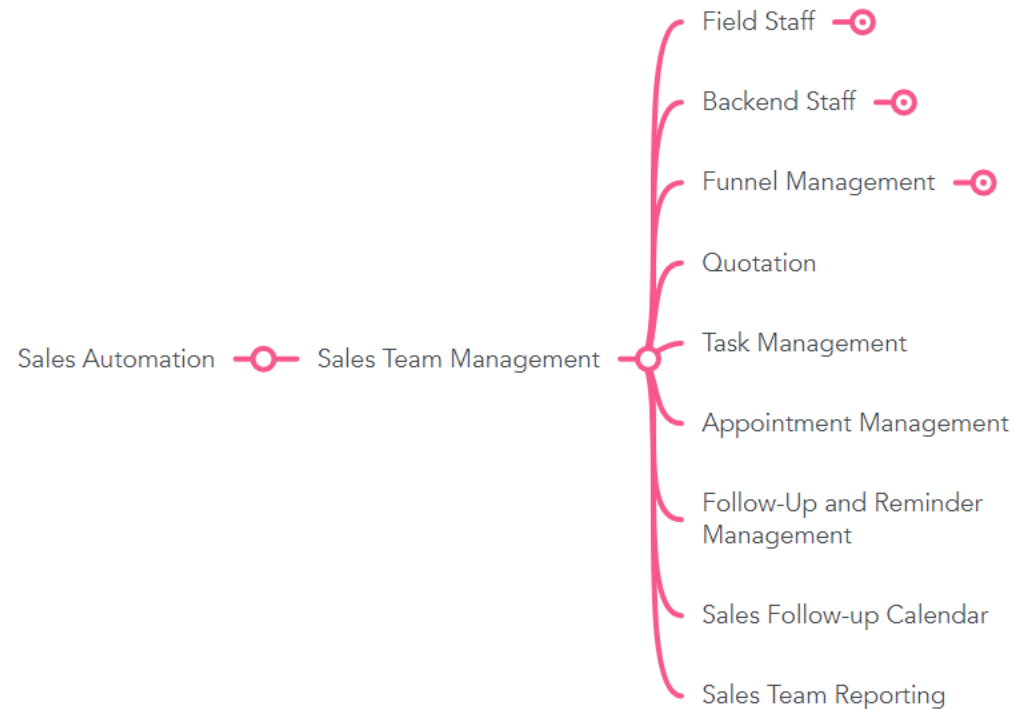 Field Staff
Backend Staff
Funnel Management
Quotation
Task Management
Sales Automation
Sales Team Management
Appointment Management
Follow-Up and Reminder
Management
Sales Follow-up Calendar
Sales Team Reporting